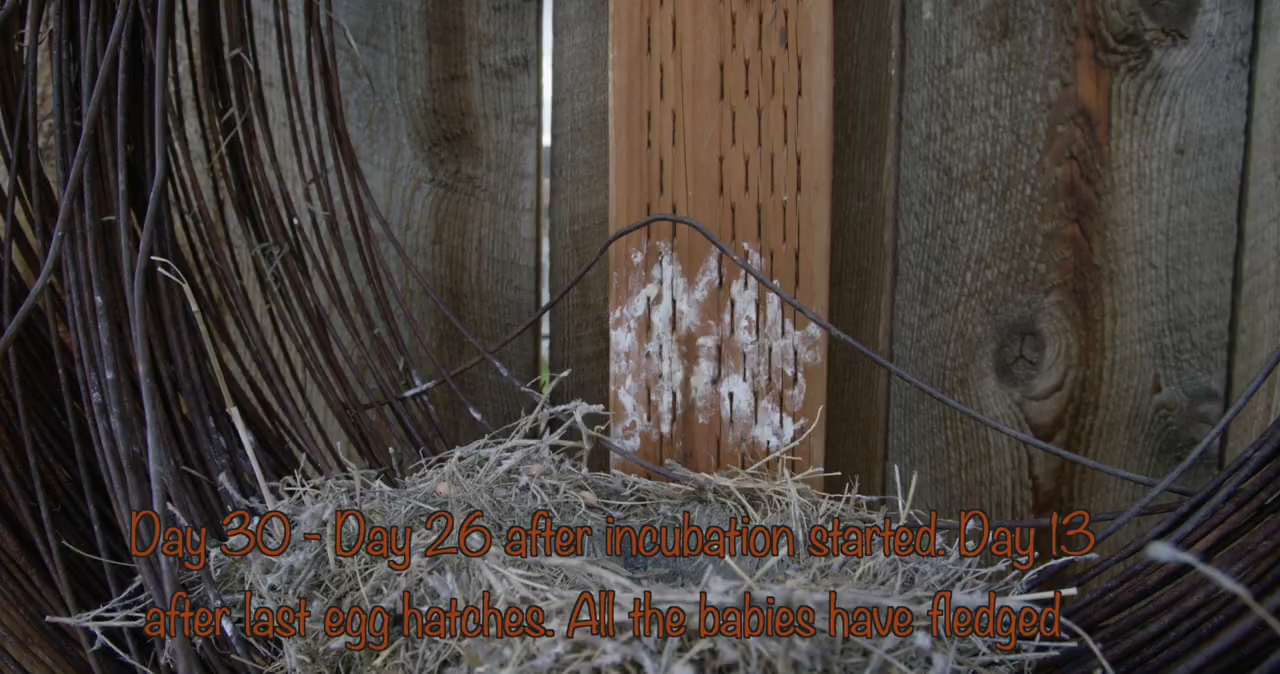 Day 30 - Day 26 after incubation started. Day 13
after last egg hatches. All the babies have fledged